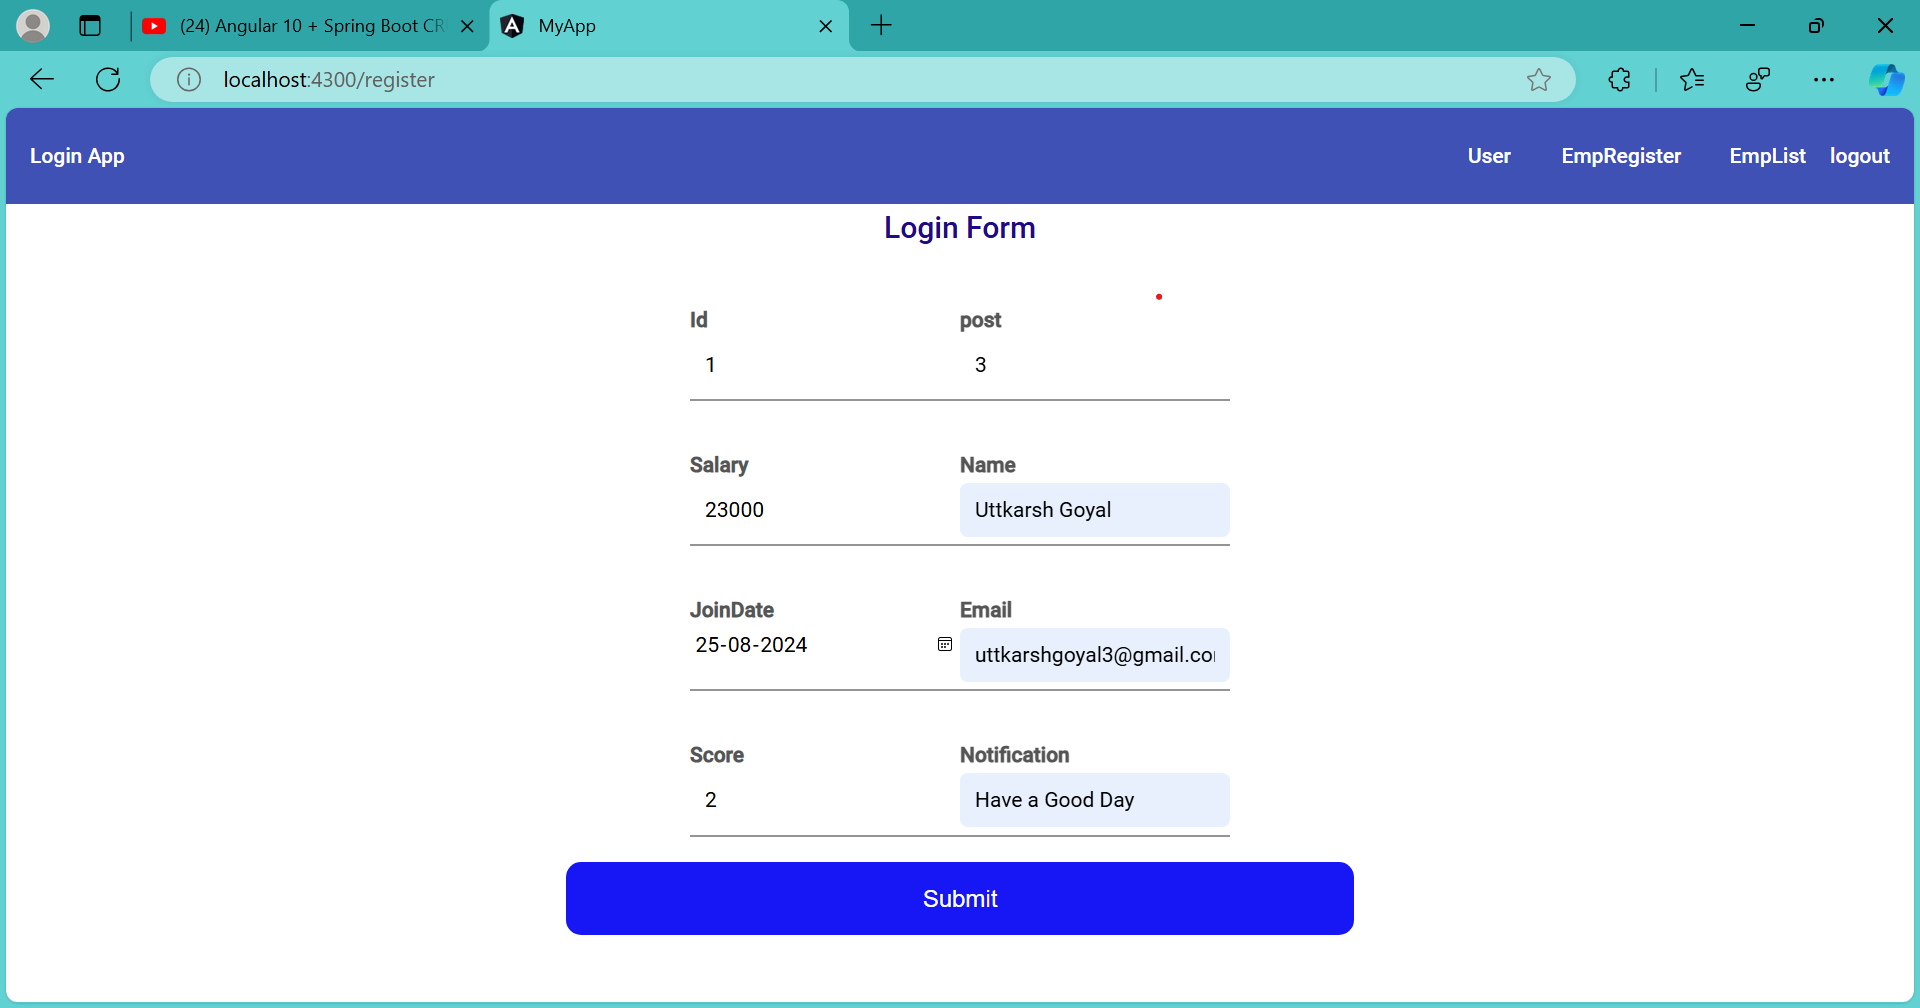 (24) Angular 10 + Spring Boot CR
MyApp
localhost:4300/register
Login App
User
EmpRegister
EmpList
logout
Login Form
Id
post
1
3
Salary
Name
23000
Uttkarsh Goyal
JoinDate
Email
25-08-2024
uttkarshgoyal3@gmail.co
Score
Notification
2
Have a Good Day
Submit